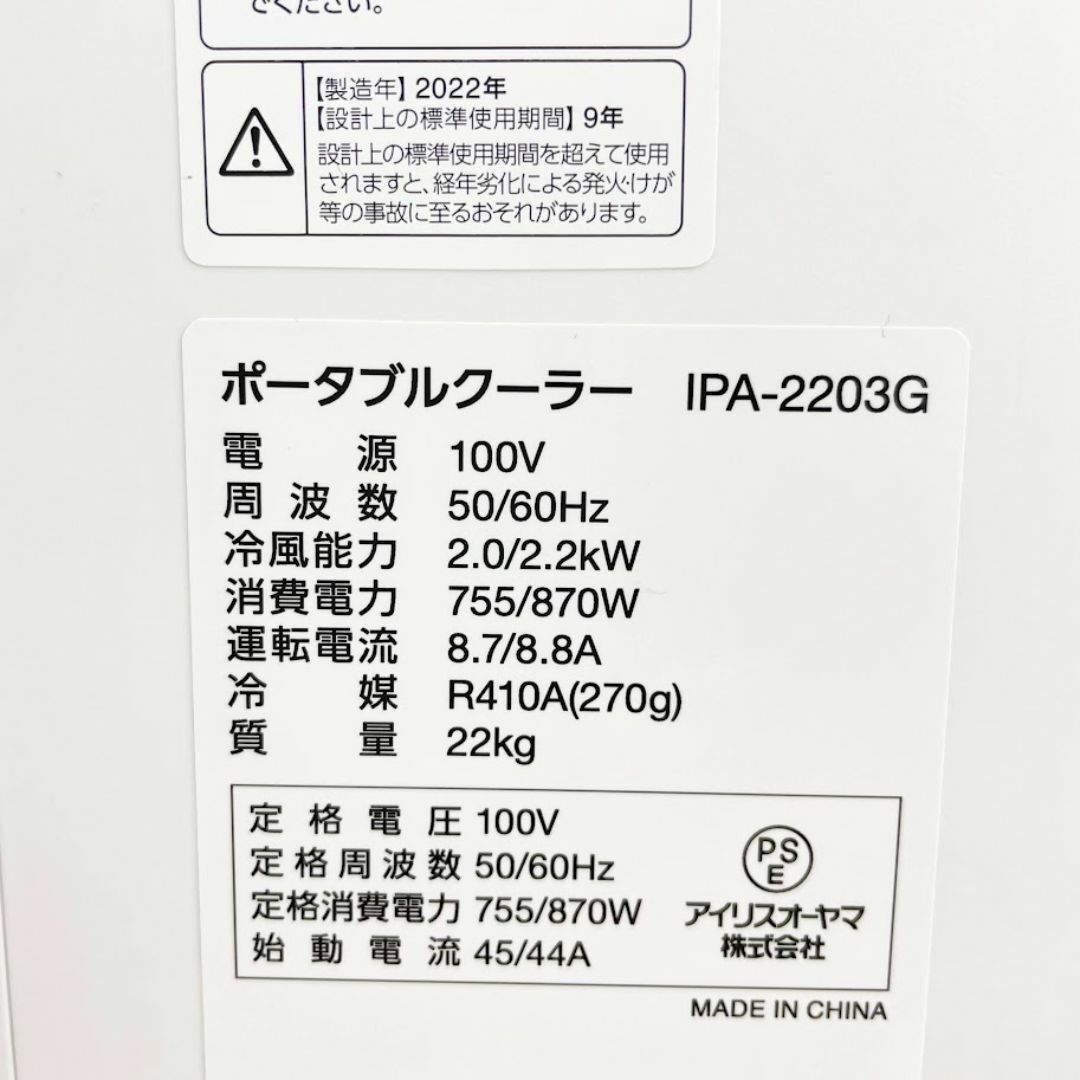 でください。
【製造年】2022年
【設計上の標準使用期間】9年
設計上の標準使用期間を超えて使用
されますと、経年劣化による発火・けが
等の事故に至るおそれがあります。
ポータブルクーラー IPA-2203G
電源 100V
周波数 50/60Hz
冷風能力 2.0/2.2kW
消費電力 755/870W
運転電流 8.7/8.8A
冷媒 R410A(270g)
質量 22kg
定格電圧 100V
定格周波数 50/60Hz
定格消費電力 755/870W
始動電流 45/44A
PS
E
アイリスオーヤマ
株式会社
MADE IN CHINA